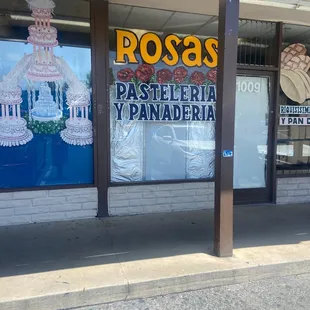 ROSAS
PASTELERIA
Y PANADERIA
1009
Y PAN D